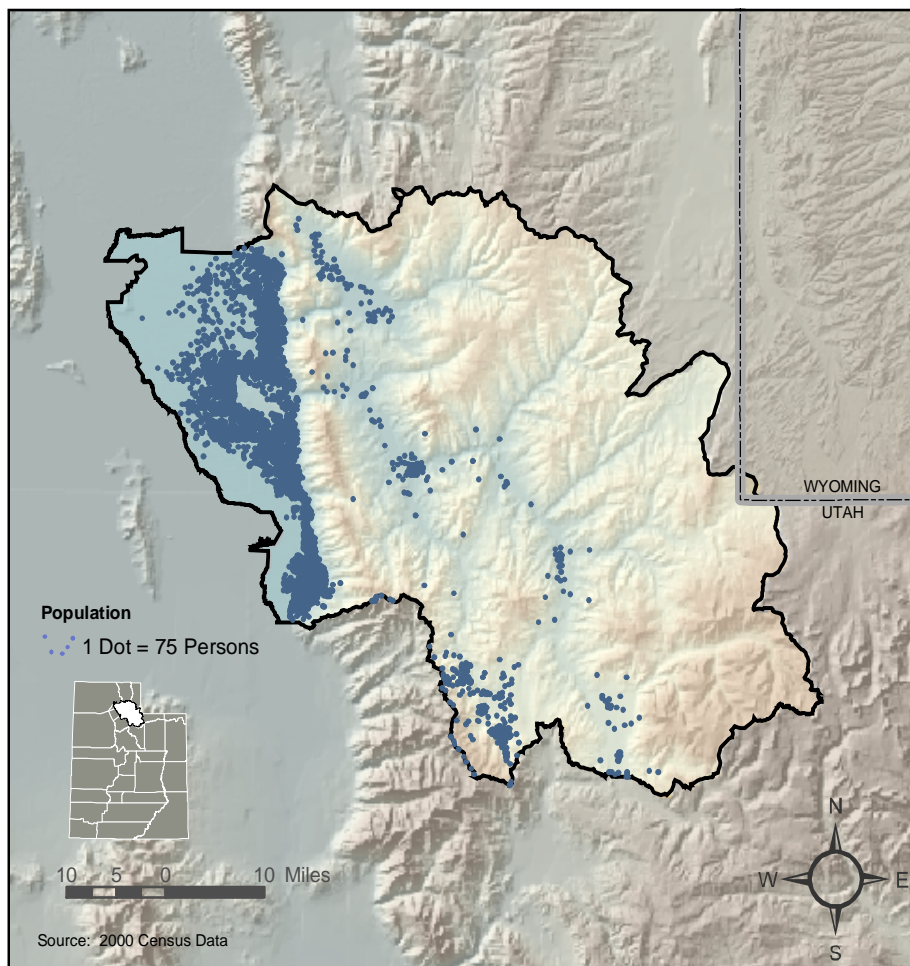 WYOMING
UTAH
Population
1 Dot = 75 Persons
10 5 0 10 Miles
N
W E
S
Source: 2000 Census Data